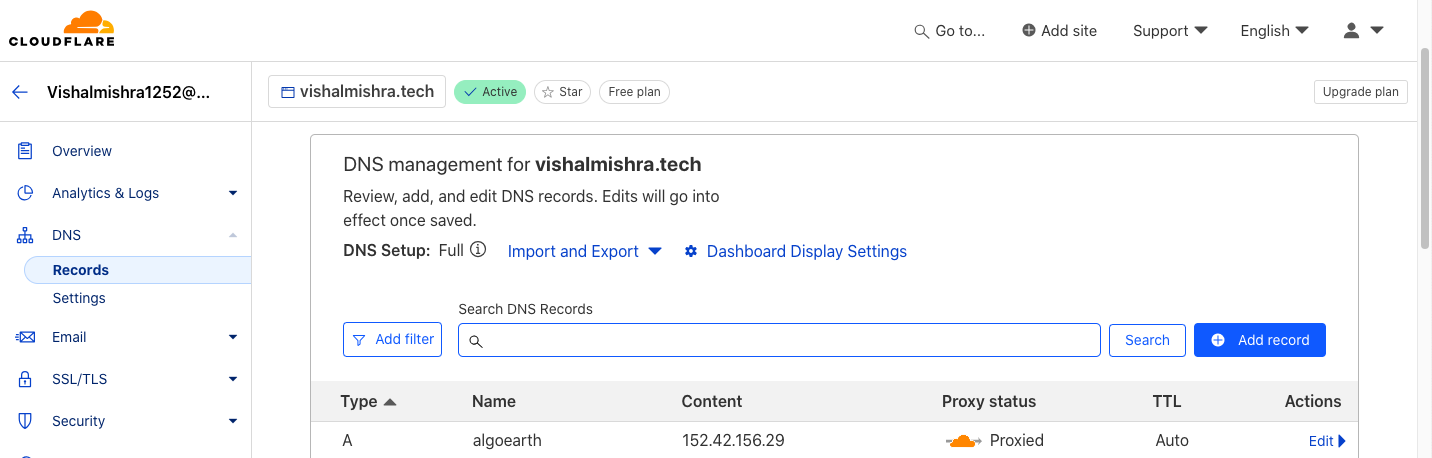 CLOUDFLARE
Go to...
Add site
Support
English
Vishalmishra1252@...
vishalmishra.tech
Active
Star
Free plan
Upgrade plan
Overview
Analytics & Logs
DNS
Records
Settings
Email
SSL/TLS
Security
DNS management for vishalmishra.tech
Review, add, and edit DNS records. Edits will go into
effect once saved.
DNS Setup: Full
Import and Export
Dashboard Display Settings
Search DNS Records
Add filter
Search
Add record
Type Name Content Proxy status TTL Actions
A algoearth 152.42.156.29 Proxied Auto Edit